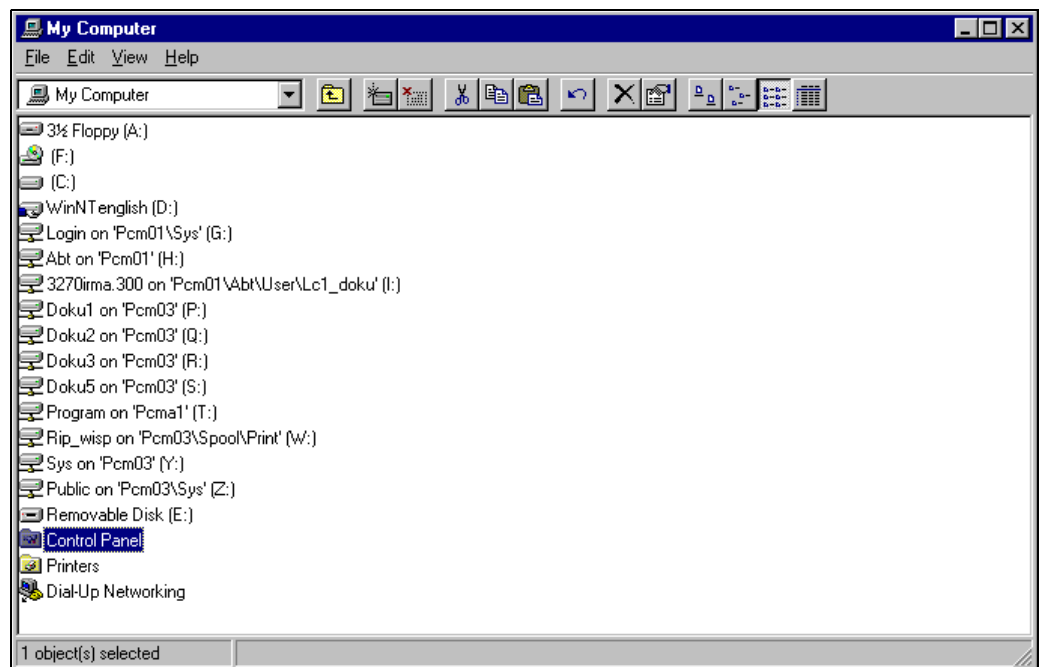 My Computer
File Edit View Help
My Computer
3½ Floppy (A:)
(F:)
(C:)
WinNTenglish (D:)
Login on 'Pcm01\Sys' (G:)
Abt on 'Pcm01' (H:)
3270irma.300 on 'Pcm01\Abt\User\Lc1_doku' (I:)
Doku1 on 'Pcm03' (P:)
Doku2 on 'Pcm03' (Q:)
Doku3 on 'Pcm03' (R:)
Doku5 on 'Pcm03' (S:)
Program on 'Pcma1' (T:)
Rip_wisp on 'Pcm03\Spool\Print' (W:)
Sys on 'Pcm03' (Y:)
Public on 'Pcm03\Sys' (Z:)
Removable Disk (E:)
Control Panel
Printers
Dial-Up Networking
1 object(s) selected